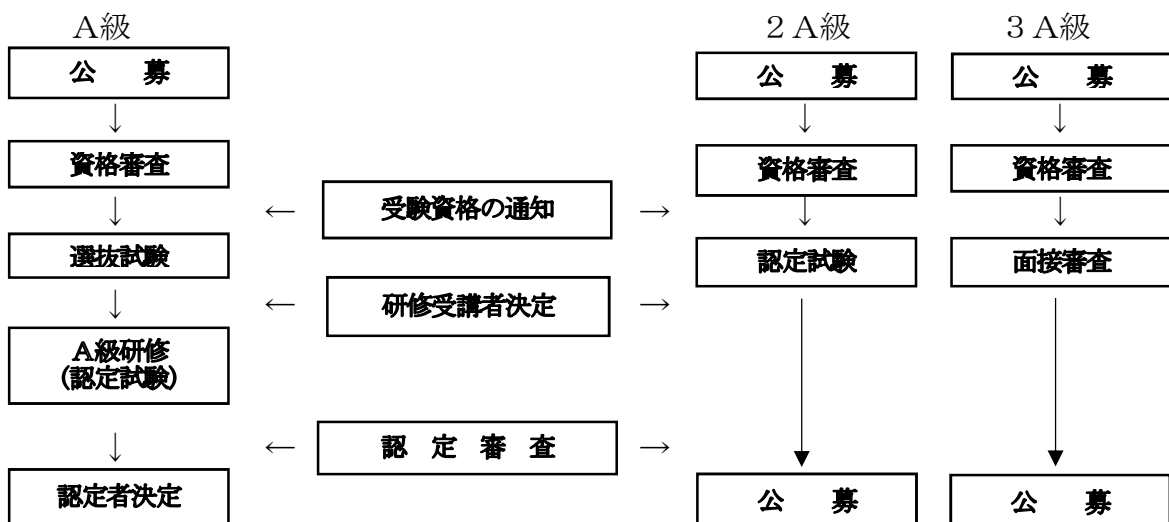 A級
公　募
↓
資格審査
↓
選抜試験
↓
A級研修
(認定試験)
↓
認定者決定
← 受験資格の通知 →
← 研修受講者決定 →
← 認 定 審 査 →
2A級
公　募
↓
資格審査
↓
認定試験
公　募
3A級
公　募
↓
資格審査
↓
面接審査
公　募